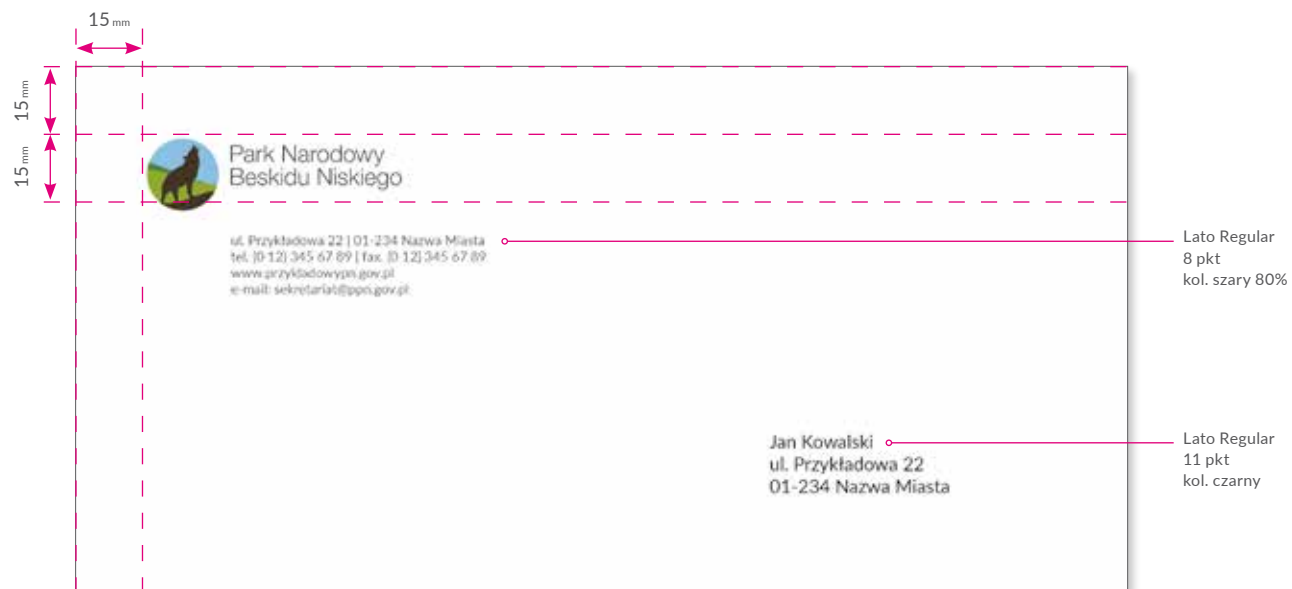 15 mm
15 mm
15 mm
Park Narodowy
Beskidu Niskiego
ul. Przykładowa 22 | 01-234 Nazwa Miasta
tel. (0 12) 345 67 89 | fax. (0 12) 345 67 89
www.przykladowypn.gov.pl
e-mail: sekretariat@ppn.gov.pl
Lato Regular
8 pkt
kol. szary 80%
Jan Kowalski
ul. Przykładowa 22
01-234 Nazwa Miasta
Lato Regular
11 pkt
kol. czarny